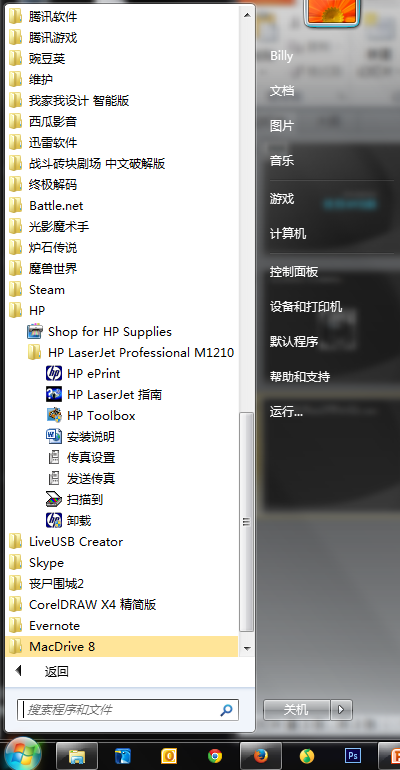 腾讯软件
腾讯游戏
豌豆荚
维护
我家我设计 智能版
西瓜影音
迅雷软件
战斗砖块剧场 中文破解版
终极解码
Battle.net
光影魔术手
炉石传说
魔兽世界
Steam
HP
Shop for HP Supplies
HP LaserJet Professional M1210
HP ePrint
HP LaserJet 指南
HP Toolbox
安装说明
传真设置
发送传真
扫描到
卸载
LiveUSB Creator
Skype
丧尸围城2
CorelDRAW X4 精简版
Evernote
MacDrive 8
返回
搜索程序和文件
Billy
文档
图片
音乐
游戏
计算机
控制面板
设备和打印机
默认程序
帮助和支持
运行...
关机
Ps